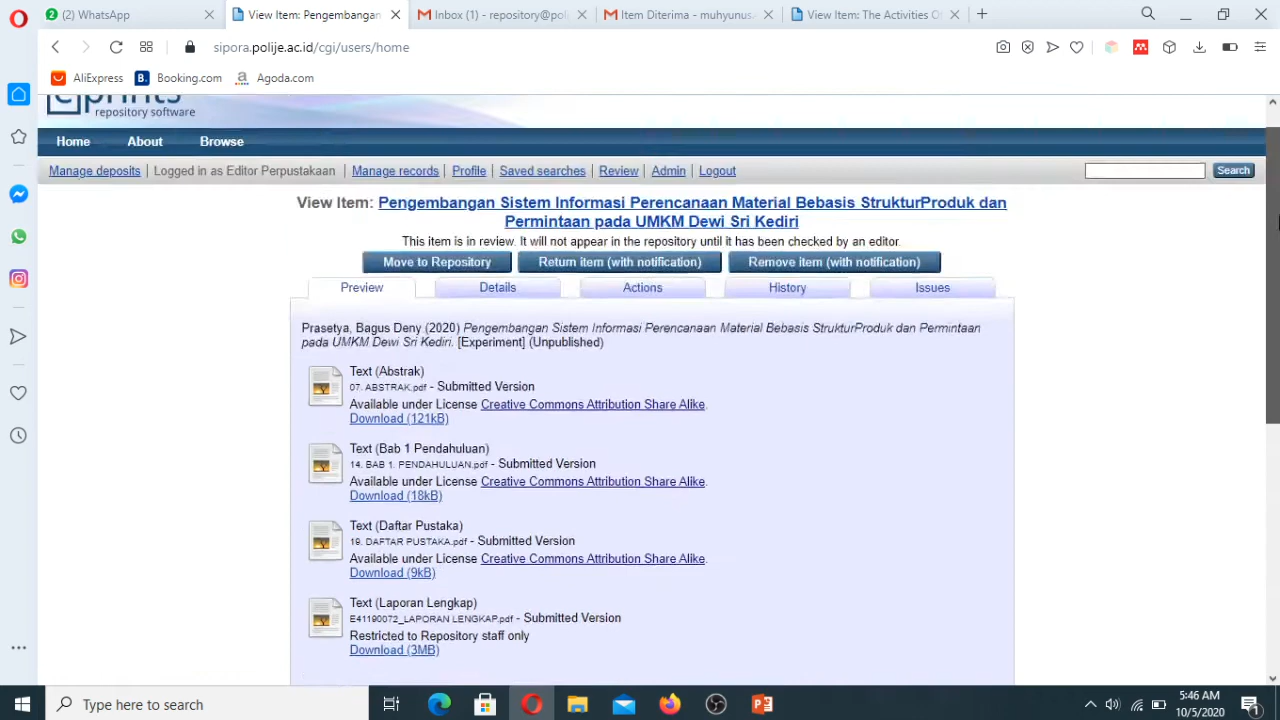 (2) WhatsApp
View Item: Pengembangan
Inbox (1) - repository@poli
Item Diterima - muhyunusa
View Item: The Activities Of
sipora.polije.ac.id/cgi/users/home
AliExpress
Booking.com
Agoda.com
eprints
repository software
Home About Browse
Manage deposits | Logged in as Editor Perpustakaan | Manage records | Profile | Saved searches | Review | Admin | Logout
Search
View Item: Pengembangan Sistem Informasi Perencanaan Material Bebasis StrukturProduk dan
Permintaan pada UMKM Dewi Sri Kediri
This item is in review. It will not appear in the repository until it has been checked by an editor.
Move to Repository
Return item (with notification)
Remove item (with notification)
Preview
Details
Actions
History
Issues
Prasetya, Bagus Deny (2020) Pengembangan Sistem Informasi Perencanaan Material Bebasis StrukturProduk dan Permintaan
pada UMKM Dewi Sri Kediri. [Experiment] (Unpublished)
Text (Abstrak)
07. ABSTRAK.pdf - Submitted Version
Available under License Creative Commons Attribution Share Alike.
Download (121kB)
Text (Bab 1 Pendahuluan)
14. BAB 1. PENDAHULUAN.pdf - Submitted Version
Available under License Creative Commons Attribution Share Alike.
Download (18kB)
Text (Daftar Pustaka)
19. DAFTAR PUSTAKA.pdf - Submitted Version
Available under License Creative Commons Attribution Share Alike.
Download (9kB)
Text (Laporan Lengkap)
E41190072_LAPORAN LENGKAP.pdf - Submitted Version
Restricted to Repository staff only
Download (3MB)
Type here to search
5:46 AM
10/5/2020
1